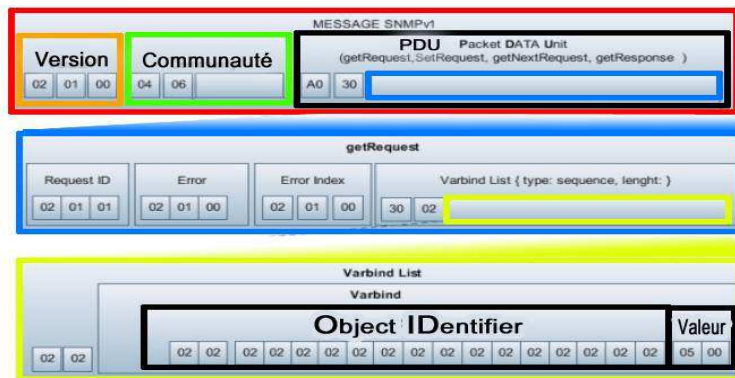 MESSAGE SNMPv1
Version
Communauté
PDU Packet DATA Unit
(getRequest,SetRequest, getNextRequest, getResponse )
02 01 00 04 06 A0 30
getRequest
Request ID Error Error Index Varbind List { type: sequence, lenght: }
02 01 01 02 01 00 02 01 00 30 02
Varbind List
Varbind
Object IDentifier Valeur
02 02 02 02 02 02 02 02 02 02 02 02 02 02 02 02 02 02 02 05 00